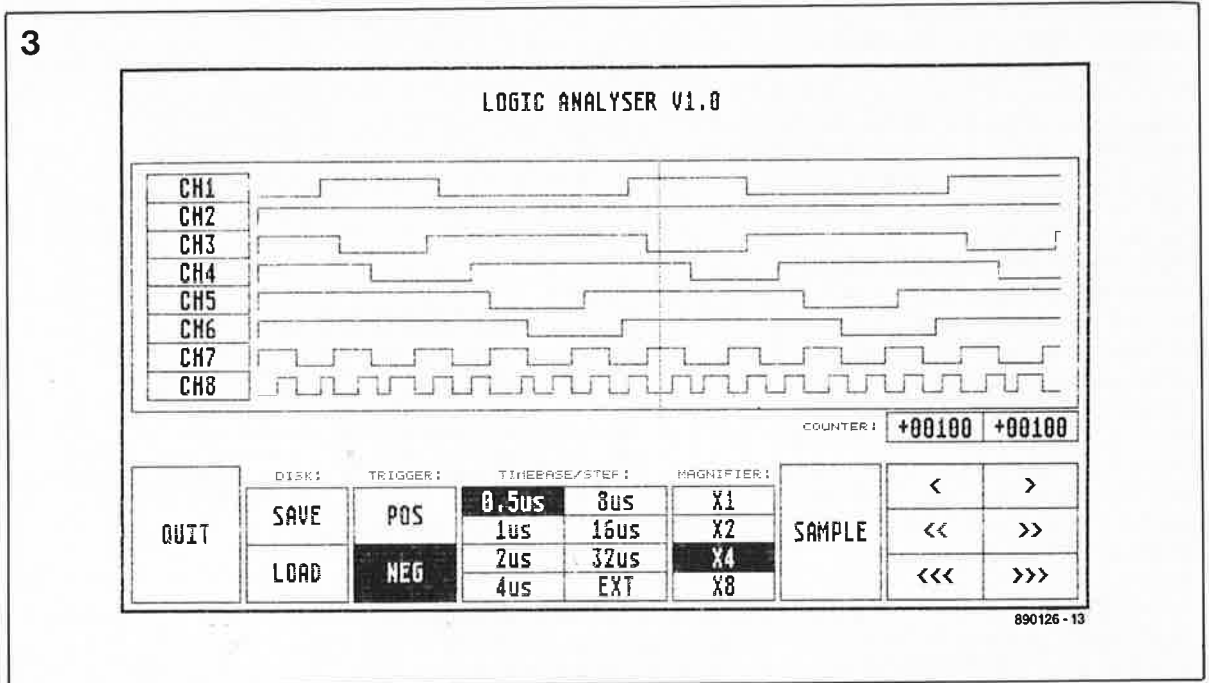 3
LOGIC ANALYSER V1.0
CH1
CH2
CH3
CH4
CH5
CH6
CH7
CH8
COUNTER: +00100 +00100
DISK: TRIGGER: TIMEBASE/STEP: MAGNIFIER:
QUIT
SAVE
LOAD
POS
NEG
0.5us 8us
1us 16us
2us 32us
4us EXT
X1
X2
X4
X8
SAMPLE
< >
<< >>
<<< >>>
890126 - 13